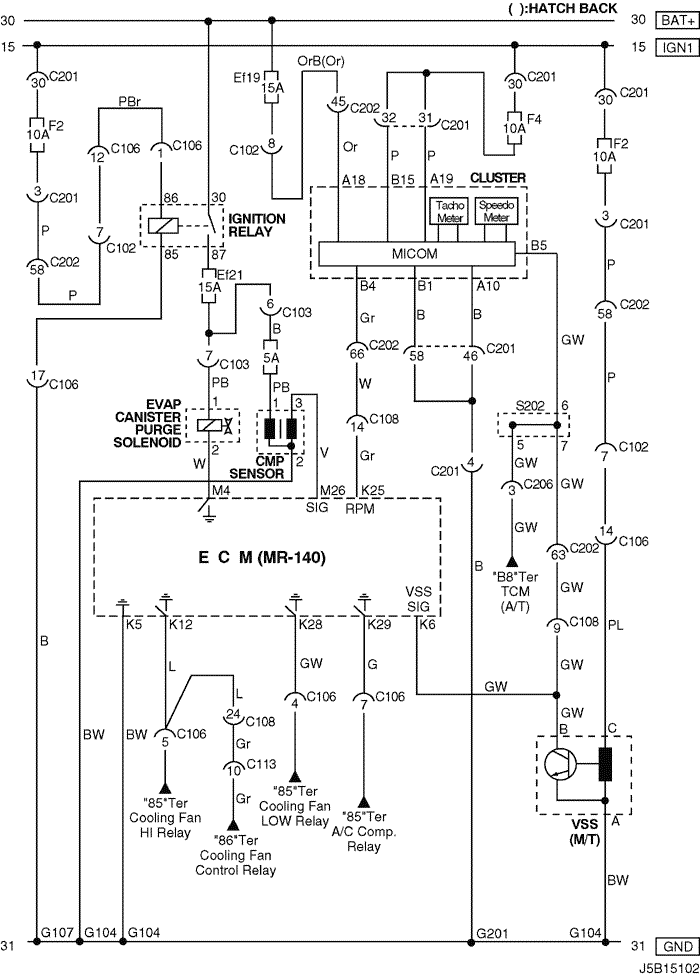 ( ):HATCH BACK
30 30 BAT+
15 15 IGN1
OrB(Or)
30 C201 Ef19 15A 30 C201 30 C201
PBr 45 C202 32 31 C201
F2 10A F4 10A F2 10A
12 C106 1 C106 C102 8 Or P P
3 C201 A18 B15 A19 CLUSTER
86 30 3 C201
P 7 C102 IGNITION RELAY Tacho Meter Speedo Meter
58 C202 85 87 MICOM B5 P
P Ef21 15A B4 B1 A10
6 C103 58 C202
B Gr B B GW
5A 66 C202 58 46 C201
17 C106 7 C103
PB PB W P
EVAP CANISTER PURGE SOLENOID
1 1 3 S202 6
14 C108
2 2 5 7 7 C102
W CMP SENSOR V Gr C201 4 GW
3 C206 GW
M4 M26 K25
SIG RPM GW 14 C106
E C M (MR-140)
63 C202
B "B8"Ter
TCM
(A/T)
VSS
SIG
GW
K5 K12 K28 K29 K6 9 C108 PL
B L GW G GW
L GW
4 C106 7 C106 GW
24 C108 B C
BW BW 5 C106 Gr
10 C113
"85"Ter
Cooling Fan
HI Relay
Gr
"85"Ter
Cooling Fan
LOW Relay
"85"Ter
A/C Comp.
Relay
"86"Ter
Cooling Fan
Control Relay
A
VSS
(M/T)
BW
31 G107 G104 G104 G201 G104 31 GND
J5B15102